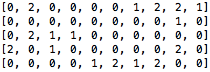 [0, 2, 0, 0, 0, 0, 1, 2, 2, 1]
[0, 0, 0, 0, 0, 0, 0, 0, 1, 0]
[0, 2, 1, 1, 0, 0, 0, 0, 0, 0]
[2, 0, 1, 0, 0, 0, 0, 0, 2, 0]
[0, 0, 0, 0, 1, 2, 1, 2, 0, 0]